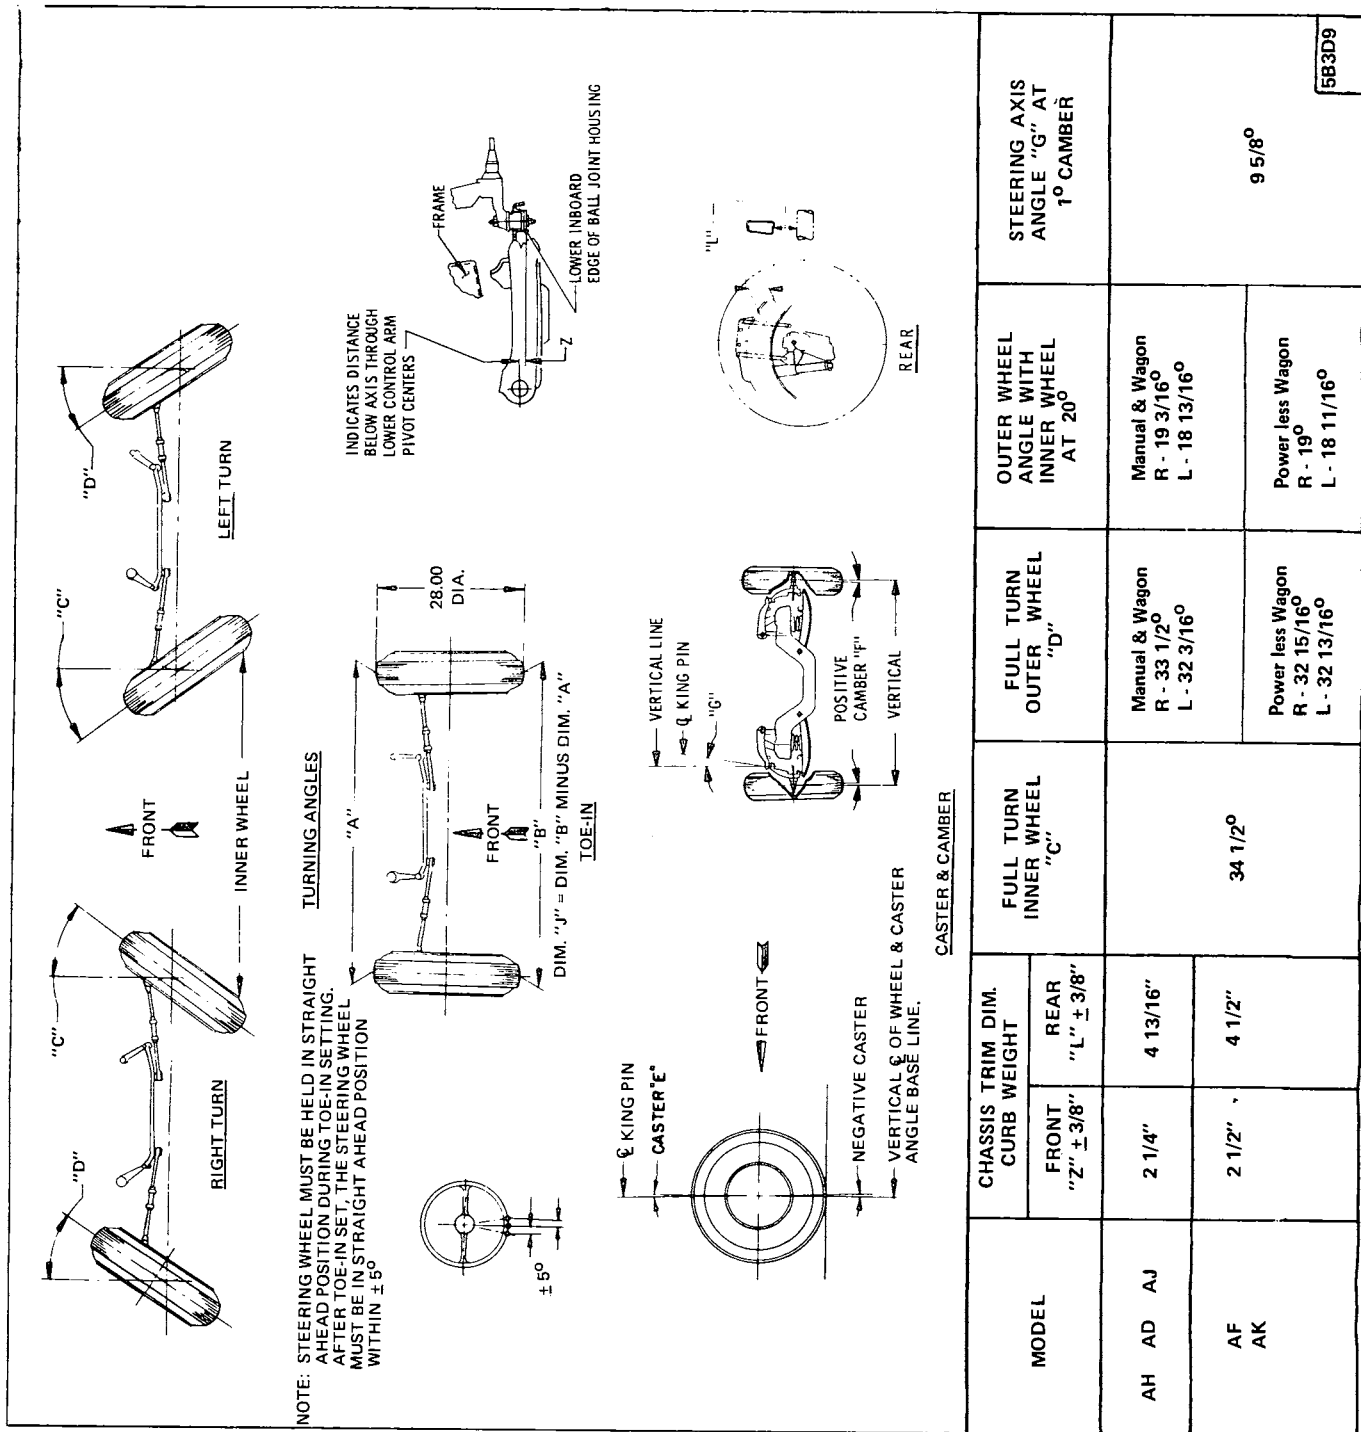 "D"
"C"
FRONT
"C"
"D"
RIGHT TURN
INNER WHEEL
LEFT TURN
TURNING ANGLES
NOTE: STEERING WHEEL MUST BE HELD IN STRAIGHT
AHEAD POSITION DURING TOE-IN SETTING.
AFTER TOE-IN SET, THE STEERING WHEEL
MUST BE IN STRAIGHT AHEAD POSITION
WITHIN ± 5°
± 5°
"A"
28.00
DIA.
FRONT
"B"
DIM. "J" = DIM. "B" MINUS DIM. "A"
TOE-IN
INDICATES DISTANCE
BELOW AXIS THROUGH
LOWER CONTROL ARM
PIVOT CENTERS
FRAME
Z
LOWER INBOARD
EDGE OF BALL JOINT HOUSING
℄ KING PIN
CASTER "E"
FRONT
NEGATIVE CASTER
VERTICAL ℄ OF WHEEL & CASTER
ANGLE BASE LINE.
VERTICAL LINE
℄ KING PIN
"G"
POSITIVE
CAMBER "F"
VERTICAL
CASTER & CAMBER
"L"
REAR
MODEL
CHASSIS TRIM DIM.
CURB WEIGHT
FRONT
"Z" ± 3/8"
REAR
"L" ± 3/8"
FULL TURN
INNER WHEEL
"C"
FULL TURN
OUTER WHEEL
"D"
OUTER WHEEL
ANGLE WITH
INNER WHEEL
AT 20°
STEERING AXIS
ANGLE "G" AT
1° CAMBER
AH AD AJ
2 1/4"
4 13/16"
34 1/2°
Manual & Wagon
R - 33 1/2°
L - 32 3/16°
Manual & Wagon
R - 19 3/16°
L - 18 13/16°
9 5/8°
AF
AK
2 1/2"
4 1/2"
Power less Wagon
R - 32 15/16°
L - 32 13/16°
Power less Wagon
R - 19°
L - 18 11/16°
5B3D9